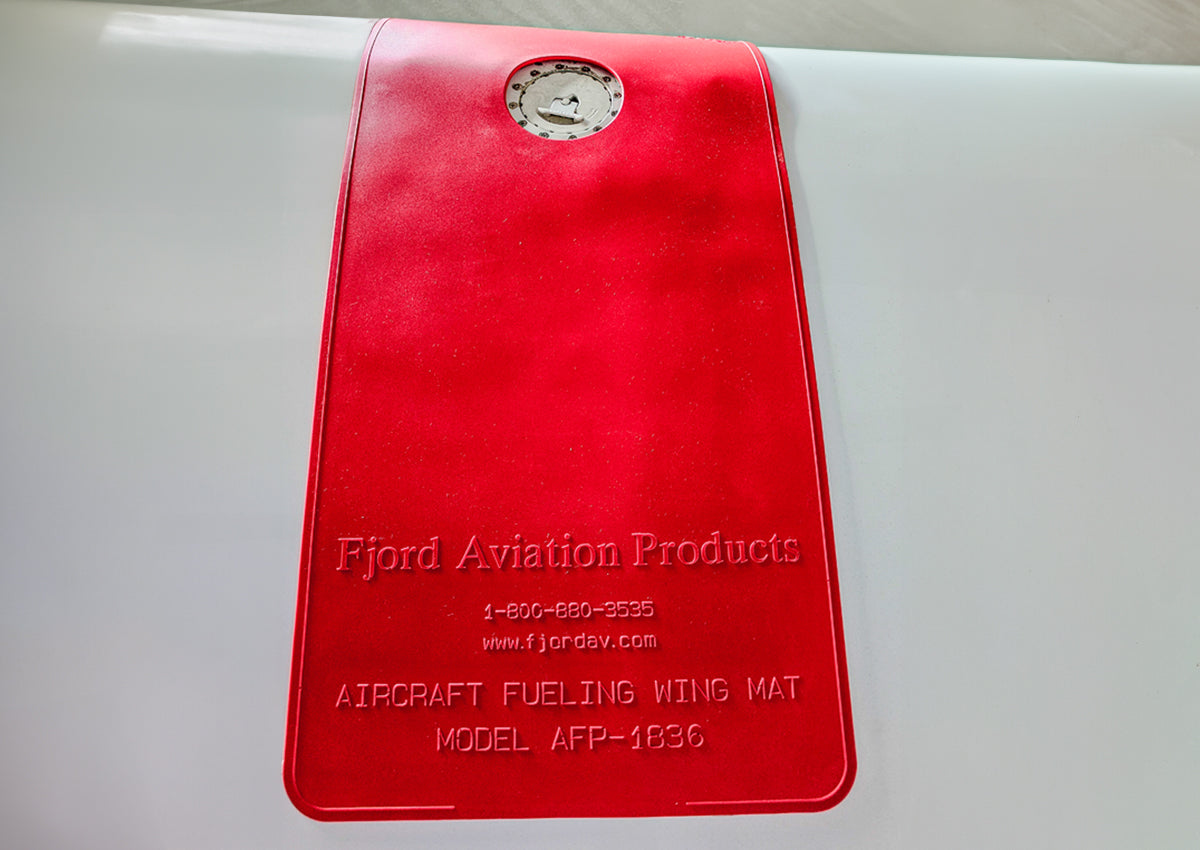 Fjord Aviation Products
1-800-880-3535
www.fjordav.com
AIRCRAFT FUELING WING MAT
MODEL AFP-1836